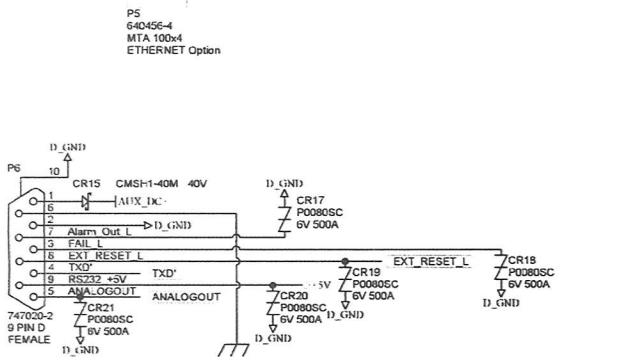 P5
640456-4
MTA 100x4
ETHERNET Option
D_GND
P6
10
CR15 CMSH1-40M 40V
1
AUX_DC
6
2
D_GND
7 Alarm_Out_L
3 FAIL_L
8 EXT_RESET_L
EXT_RESET_L
4 TXD'
TXD'
9 RS232_+5V
5V
5 ANALOGOUT
ANALOGOUT
D_GND
CR17
P0080SC
6V 500A
CR18
P0080SC
6V 500A
D_GND
CR19
P0080SC
6V 500A
D_GND
CR20
P0080SC
6V 500A
D_GND
CR21
P0080SC
6V 500A
D_GND
747020-2
9 PIN D
FEMALE